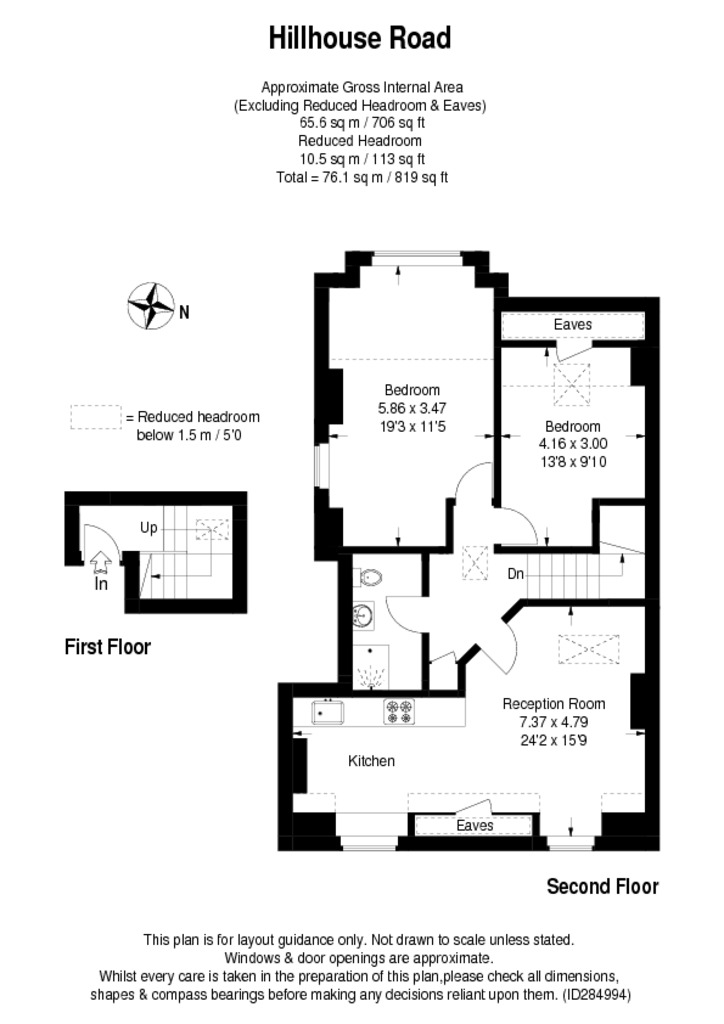 Hillhouse Road
Approximate Gross Internal Area
(Excluding Reduced Headroom & Eaves)
65.6 sq m / 706 sq ft
Reduced Headroom
10.5 sq m / 113 sq ft
Total = 76.1 sq m / 819 sq ft
N
= Reduced headroom
below 1.5 m / 5'0
Eaves
Bedroom
5.86 x 3.47
19'3 x 11'5
Bedroom
4.16 x 3.00
13'8 x 9'10
Up
In
First Floor
Dn
Reception Room
7.37 x 4.79
24'2 x 15'9
Kitchen
Eaves
Second Floor
This plan is for layout guidance only. Not drawn to scale unless stated.
Windows & door openings are approximate.
Whilst every care is taken in the preparation of this plan,please check all dimensions,
shapes & compass bearings before making any decisions reliant upon them. (ID284994)